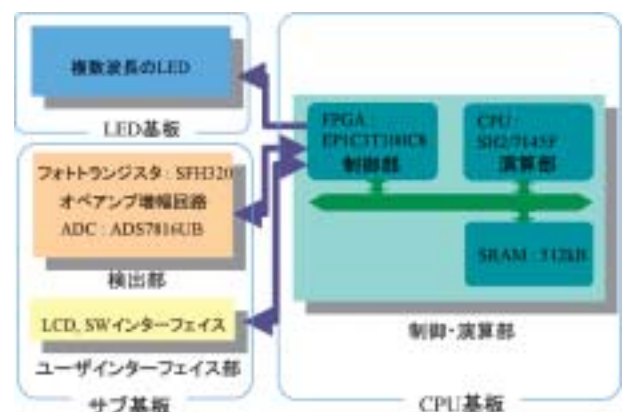 複数波長のLED
LED基板
フォトトランジスタ : SFH320
オペアンプ増幅回路
ADC : ADS7816UB
検出部
LCD, SWインターフェイス
ユーザインターフェイス部
サブ基板
FPGA :
EP1C3T100C8
制御部
CPU :
SH2/7145F
演算部
SRAM : 512kB
制御・演算部
CPU基板